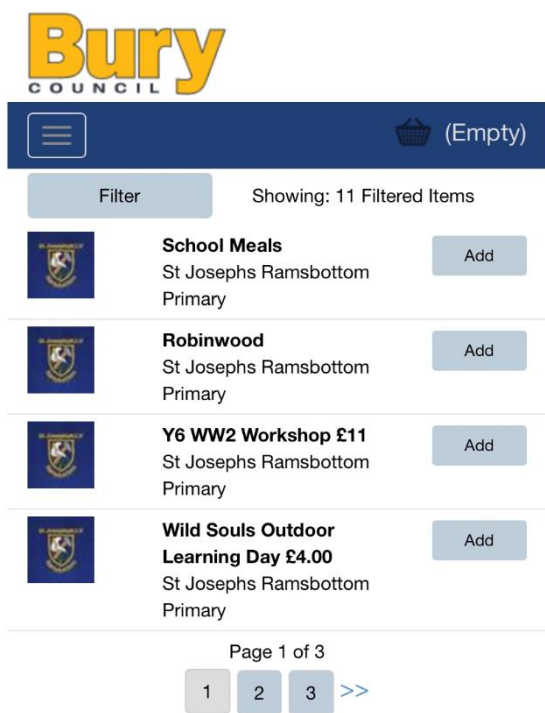 Bury
COUNCIL
(Empty)
Filter
Showing: 11 Filtered Items
School Meals
St Josephs Ramsbottom
Primary
Add
Robinwood
St Josephs Ramsbottom
Primary
Add
Y6 WW2 Workshop £11
St Josephs Ramsbottom
Primary
Add
Wild Souls Outdoor
Learning Day £4.00
St Josephs Ramsbottom
Primary
Add
Page 1 of 3
1 2 3 >>